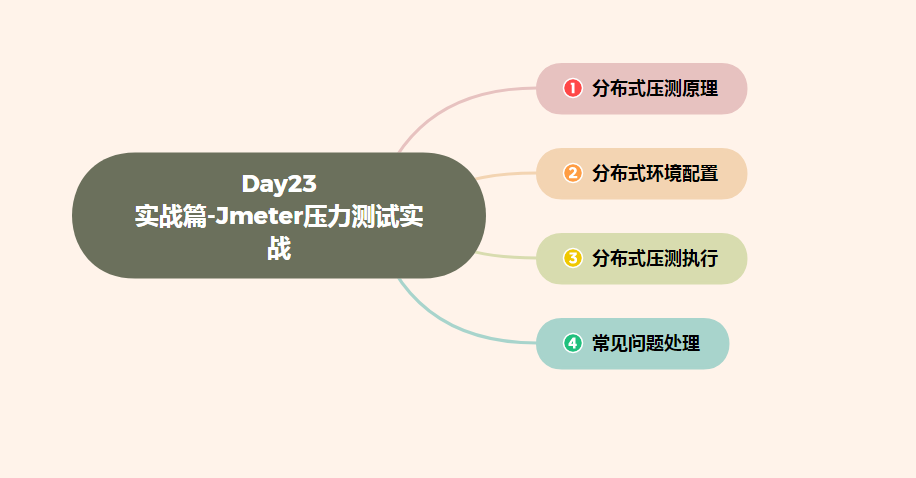 Day23
实战篇-Jmeter压力测试实
战
1 分布式压测原理
2 分布式环境配置
3 分布式压测执行
4 常见问题处理